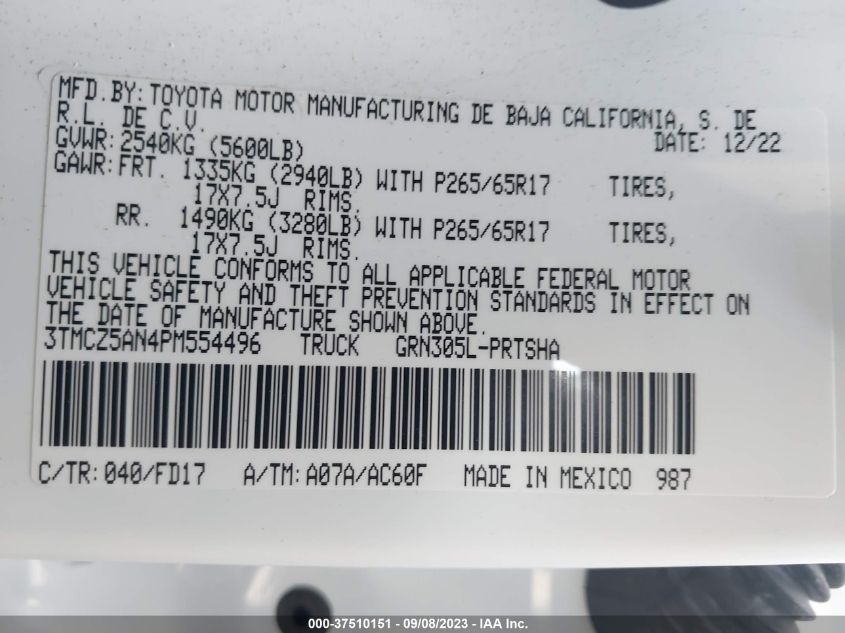 MFD.BY: TOYOTA MOTOR MANUFACTURING DE BAJA CALIFORNIA, S. DE
R.L. DE C.V. DATE: 12/22
GVWR: 2540KG (5600LB)
GAWR: FRT. 1335KG (2940LB) WITH P265/65R17 TIRES,
17X7.5J RIMS.
RR. 1490KG (3280LB) WITH P265/65R17 TIRES,
17X7.5J RIMS.
THIS VEHICLE CONFORMS TO ALL APPLICABLE FEDERAL MOTOR
VEHICLE SAFETY AND THEFT PREVENTION STANDARDS IN EFFECT ON
THE DATE OF MANUFACTURE SHOWN ABOVE.
3TMCZ5AN4PM554496 TRUCK GRN305L-PRTSHA
C/TR: 040/FD17 A/TM: A07A/AC60F MADE IN MEXICO 987
000-37510151 - 09/08/2023 - IAA Inc.